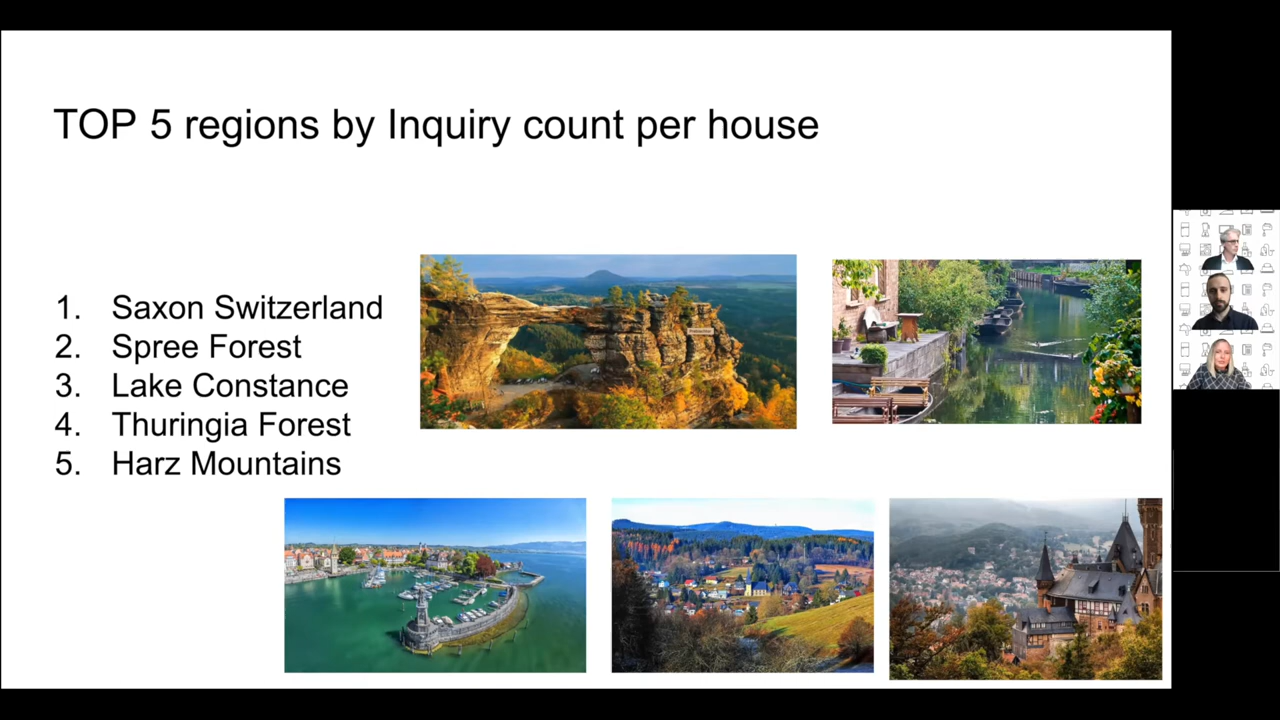 TOP 5 regions by Inquiry count per house
1. Saxon Switzerland
2. Spree Forest
3. Lake Constance
4. Thuringia Forest
5. Harz Mountains